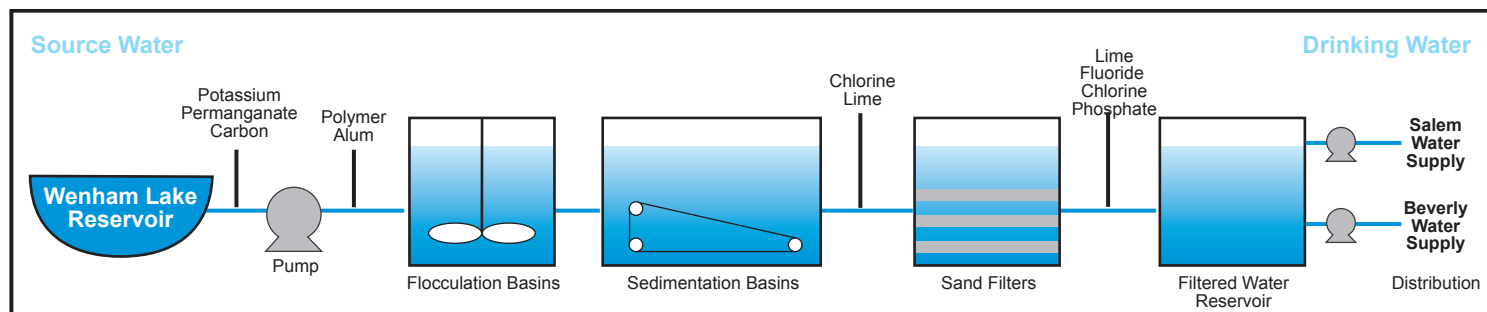 Source Water
Drinking Water
Potassium
Permanganate
Carbon
Polymer
Alum
Chlorine
Lime
Lime
Fluoride
Chlorine
Phosphate
Wenham Lake
Reservoir
Pump
Flocculation Basins
Sedimentation Basins
Sand Filters
Filtered Water
Reservoir
Salem
Water
Supply
Beverly
Water
Supply
Distribution